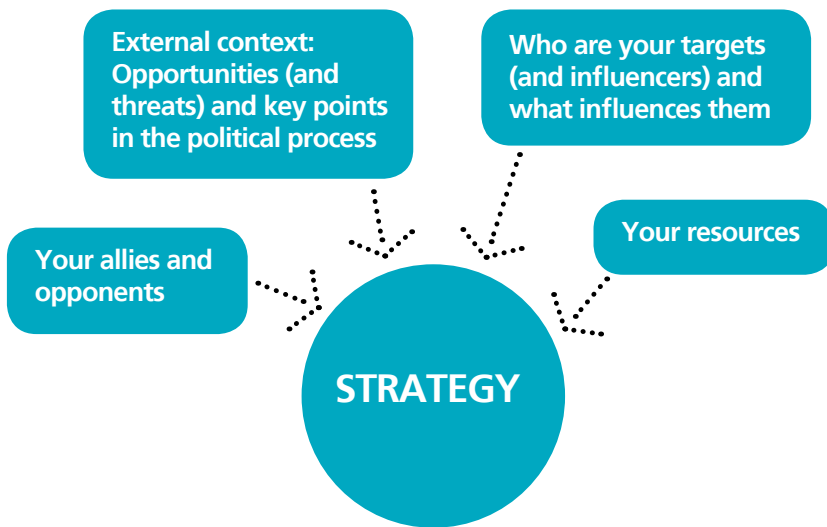 External context:
Opportunities (and
threats) and key points
in the political process
Who are your targets
(and influencers) and
what influences them
Your allies and
opponents
Your resources
STRATEGY